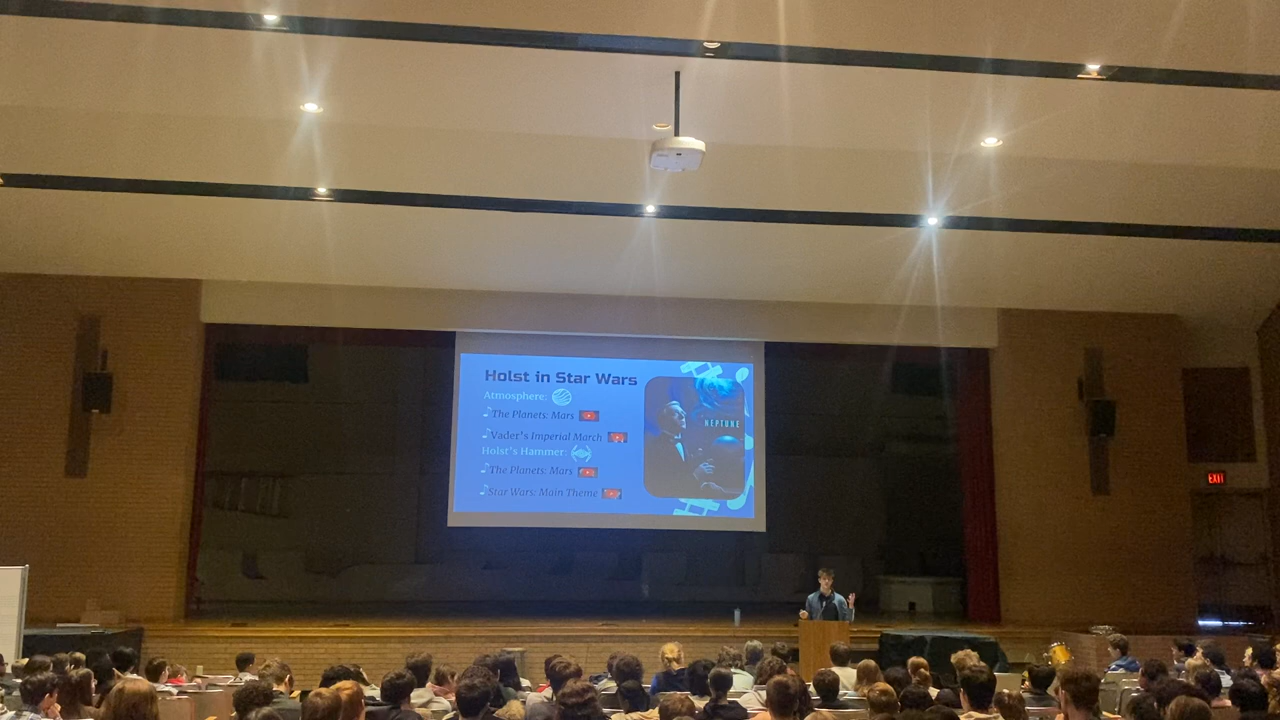 Holst in Star Wars
Atmosphere:
The Planets: Mars
Vader's Imperial March
Holst's Hammer:
The Planets: Mars
Star Wars: Main Theme
NEPTUNE
EXIT